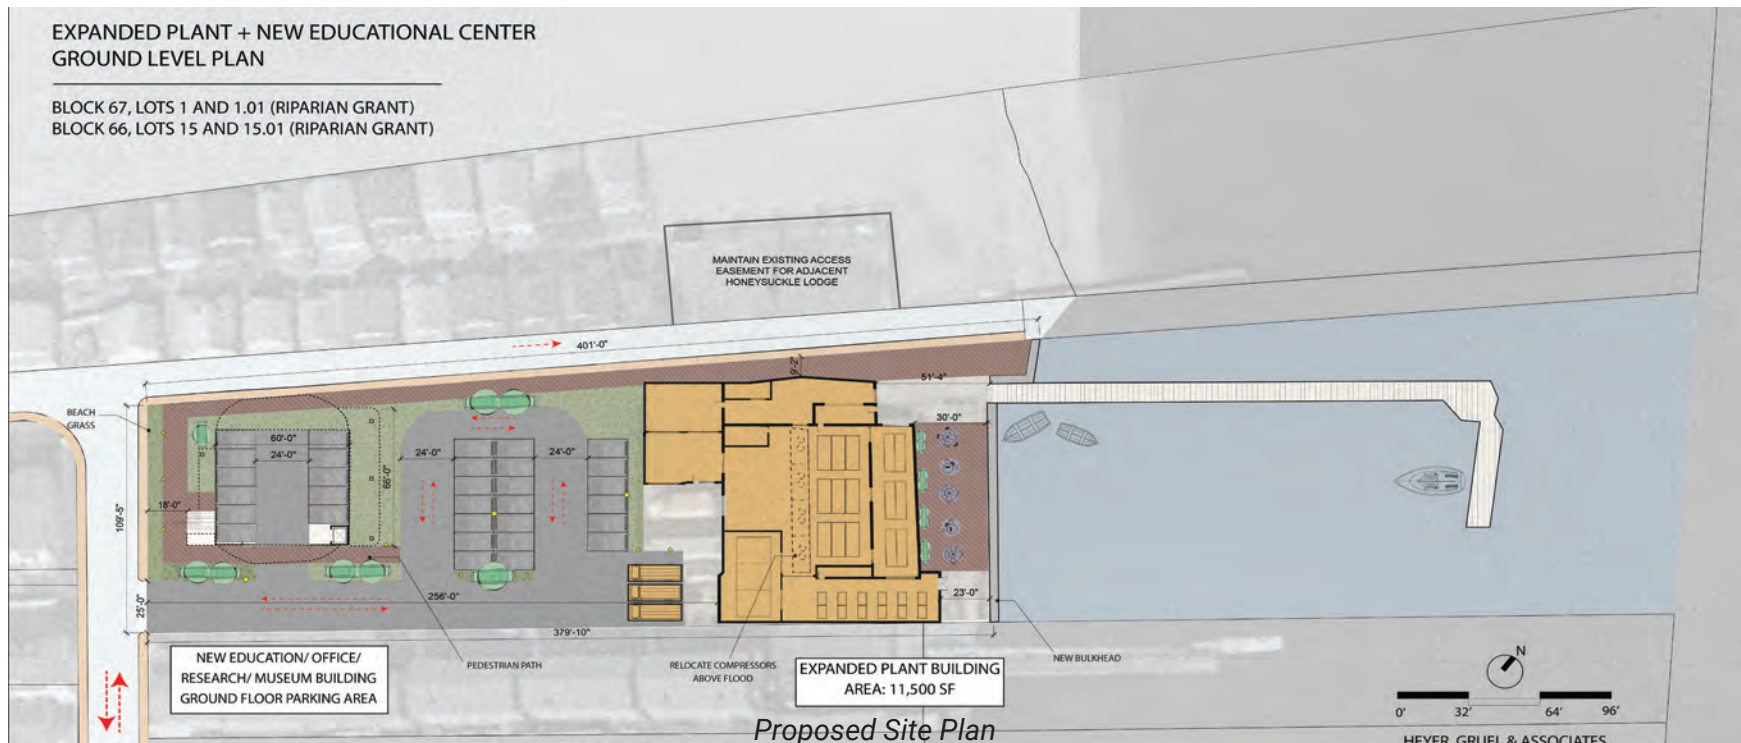 EXPANDED PLANT + NEW EDUCATIONAL CENTER
GROUND LEVEL PLAN
BLOCK 67, LOTS 1 AND 1.01 (RIPARIAN GRANT)
BLOCK 66, LOTS 15 AND 15.01 (RIPARIAN GRANT)
MAINTAIN EXISTING ACCESS
EASEMENT FOR ADJACENT
HONEYSUCKLE LODGE
401'-0"
9'-2"
51'-4"
BEACH
GRASS
30'-0"
60'-0"
24'-0"
24'-0"
24'-0"
66'-0"
18'-0"
109'-5"
25'-0"
256'-0"
23'-0"
379'-10"
NEW EDUCATION/ OFFICE/
RESEARCH/ MUSEUM BUILDING
GROUND FLOOR PARKING AREA
PEDESTRIAN PATH
RELOCATE COMPRESSORS
ABOVE FLOOD
EXPANDED PLANT BUILDING
AREA: 11,500 SF
NEW BULKHEAD
N
0' 32' 64' 96'
HEYER, GRUEL & ASSOCIATES
Proposed Site Plan